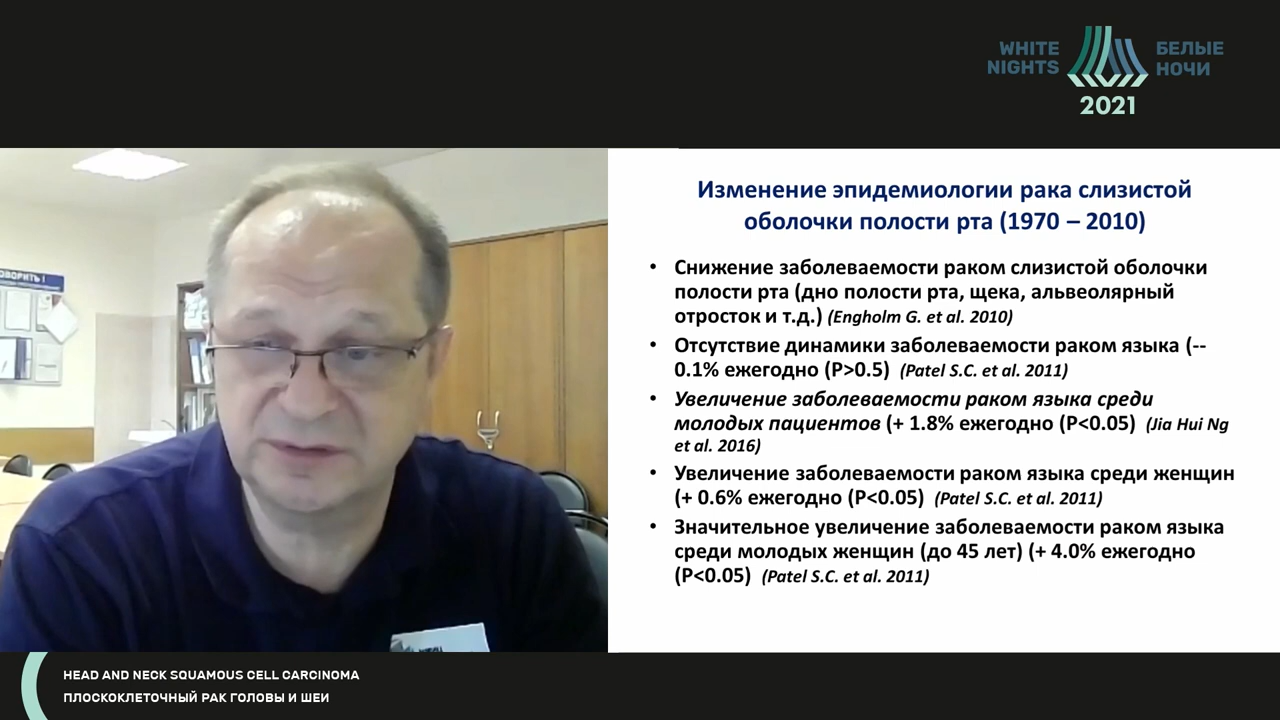 WHITE
NIGHTS
БЕЛЫЕ
НОЧИ
2021
ОВОРИТЬ !
Изменение эпидемиологии рака слизистой
оболочки полости рта (1970 – 2010)
• Снижение заболеваемости раком слизистой оболочки
полости рта (дно полости рта, щека, альвеолярный
отросток и т.д.) (Engholm G. et al. 2010)
• Отсутствие динамики заболеваемости раком языка (--
0.1% ежегодно (P>0.5) (Patel S.C. et al. 2011)
• Увеличение заболеваемости раком языка среди
молодых пациентов (+ 1.8% ежегодно (P<0.05) (Jia Hui Ng
et al. 2016)
• Увеличение заболеваемости раком языка среди женщин
(+ 0.6% ежегодно (P<0.05) (Patel S.C. et al. 2011)
• Значительное увеличение заболеваемости раком языка
среди молодых женщин (до 45 лет) (+ 4.0% ежегодно
(P<0.05) (Patel S.C. et al. 2011)
HEAD AND NECK SQUAMOUS CELL CARCINOMA
ПЛОСКОКЛЕТОЧНЫЙ РАК ГОЛОВЫ И ШЕИ